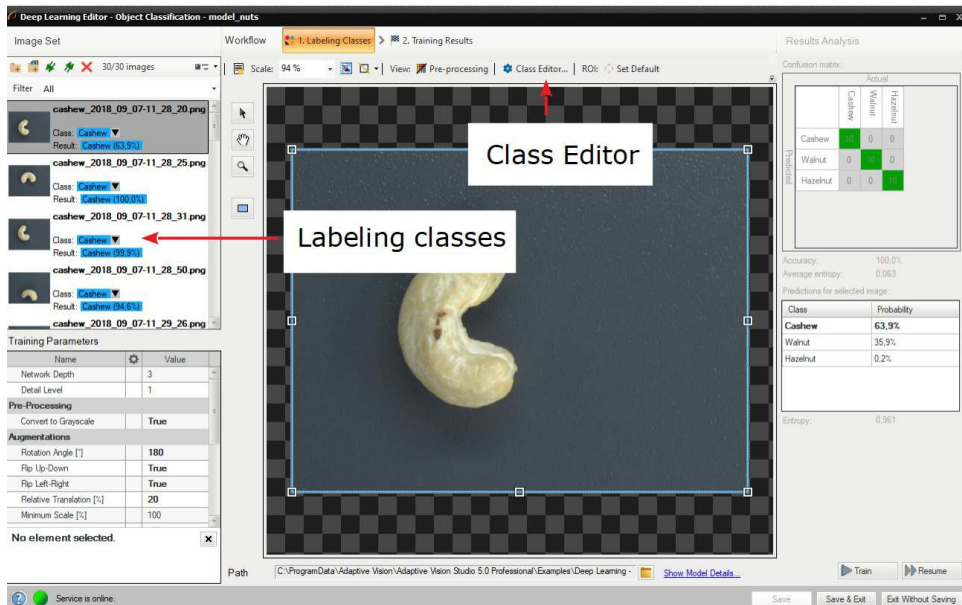 Deep Learning Editor - Object Classification - model_nuts
Image Set
Workflow
1. Labeling Classes
2. Training Results
Results Analysis
30/30 images
Scale: 94 %
View: Pre-processing
Class Editor...
ROI: Set Default
Filter All
cashew_2018_09_07-11_28_20.png
Class: Cashew
Result: Cashew (63,9%)
cashew_2018_09_07-11_28_25.png
Class: Cashew
Result: Cashew (100,0%)
cashew_2018_09_07-11_28_31.png
Class: Cashew
Result: Cashew (99,9%)
cashew_2018_09_07-11_28_50.png
Class: Cashew
Result: Cashew (94,6%)
cashew_2018_09_07-11_29_26.png
Training Parameters
Name Value
Network Depth 3
Detail Level 1
Pre-Processing
Convert to Grayscale True
Augmentations
Rotation Angle [°] 180
Flip Up-Down True
Flip Left-Right True
Relative Translation [%] 20
Minimum Scale [%] 100
No element selected.
Class Editor
Labeling classes
Path C:\ProgramData\Adaptive Vision\Adaptive Vision Studio 5.0 Professional\Examples\Deep Learning -
Show Model Details...
Confusion matrix:
Actual
Cashew Walnut Hazelnut
Predicted
Cashew 10 0 0
Walnut 0 10 0
Hazelnut 0 0 10
Accuracy: 100,0%
Average entropy: 0,063
Predictions for selected image:
Class Probability
Cashew 63,9%
Walnut 35,9%
Hazelnut 0,2%
Entropy: 0,961
Train
Resume
Service is online.
Save
Save & Exit
Exit Without Saving